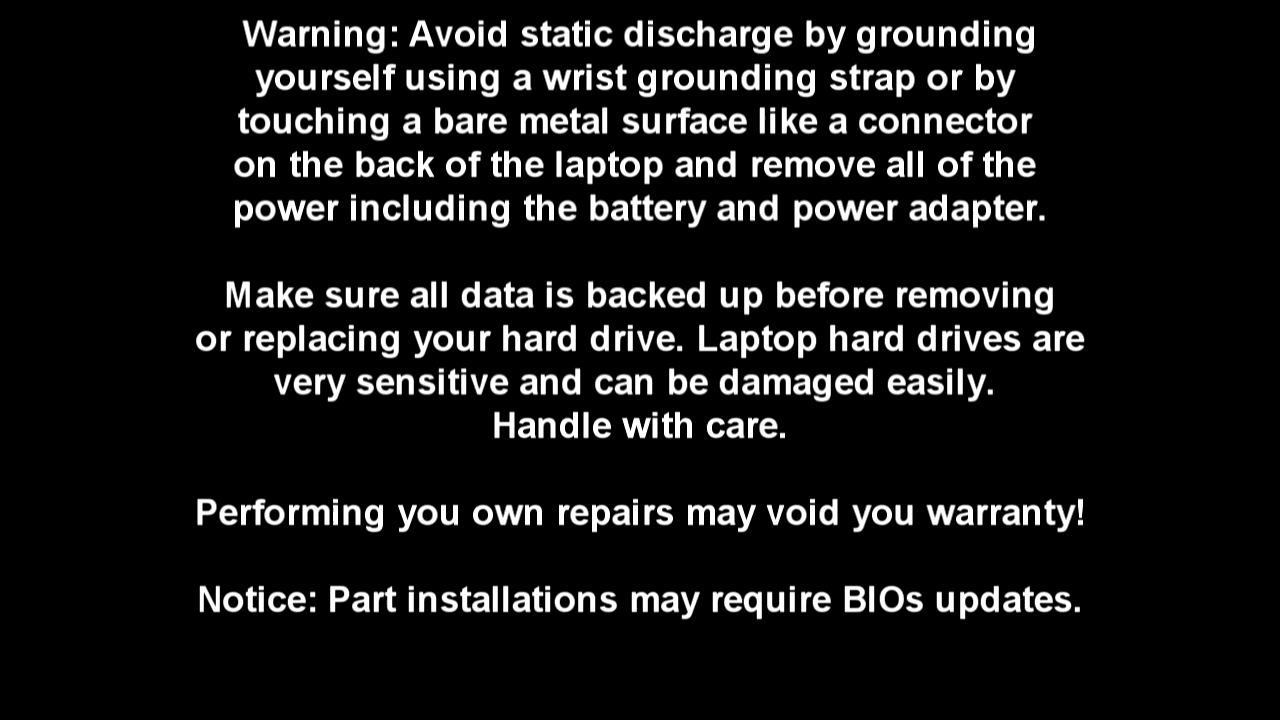 Warning: Avoid static discharge by grounding
yourself using a wrist grounding strap or by
touching a bare metal surface like a connector
on the back of the laptop and remove all of the
power including the battery and power adapter.
Make sure all data is backed up before removing
or replacing your hard drive. Laptop hard drives are
very sensitive and can be damaged easily.
Handle with care.
Performing you own repairs may void you warranty!
Notice: Part installations may require BIOs updates.